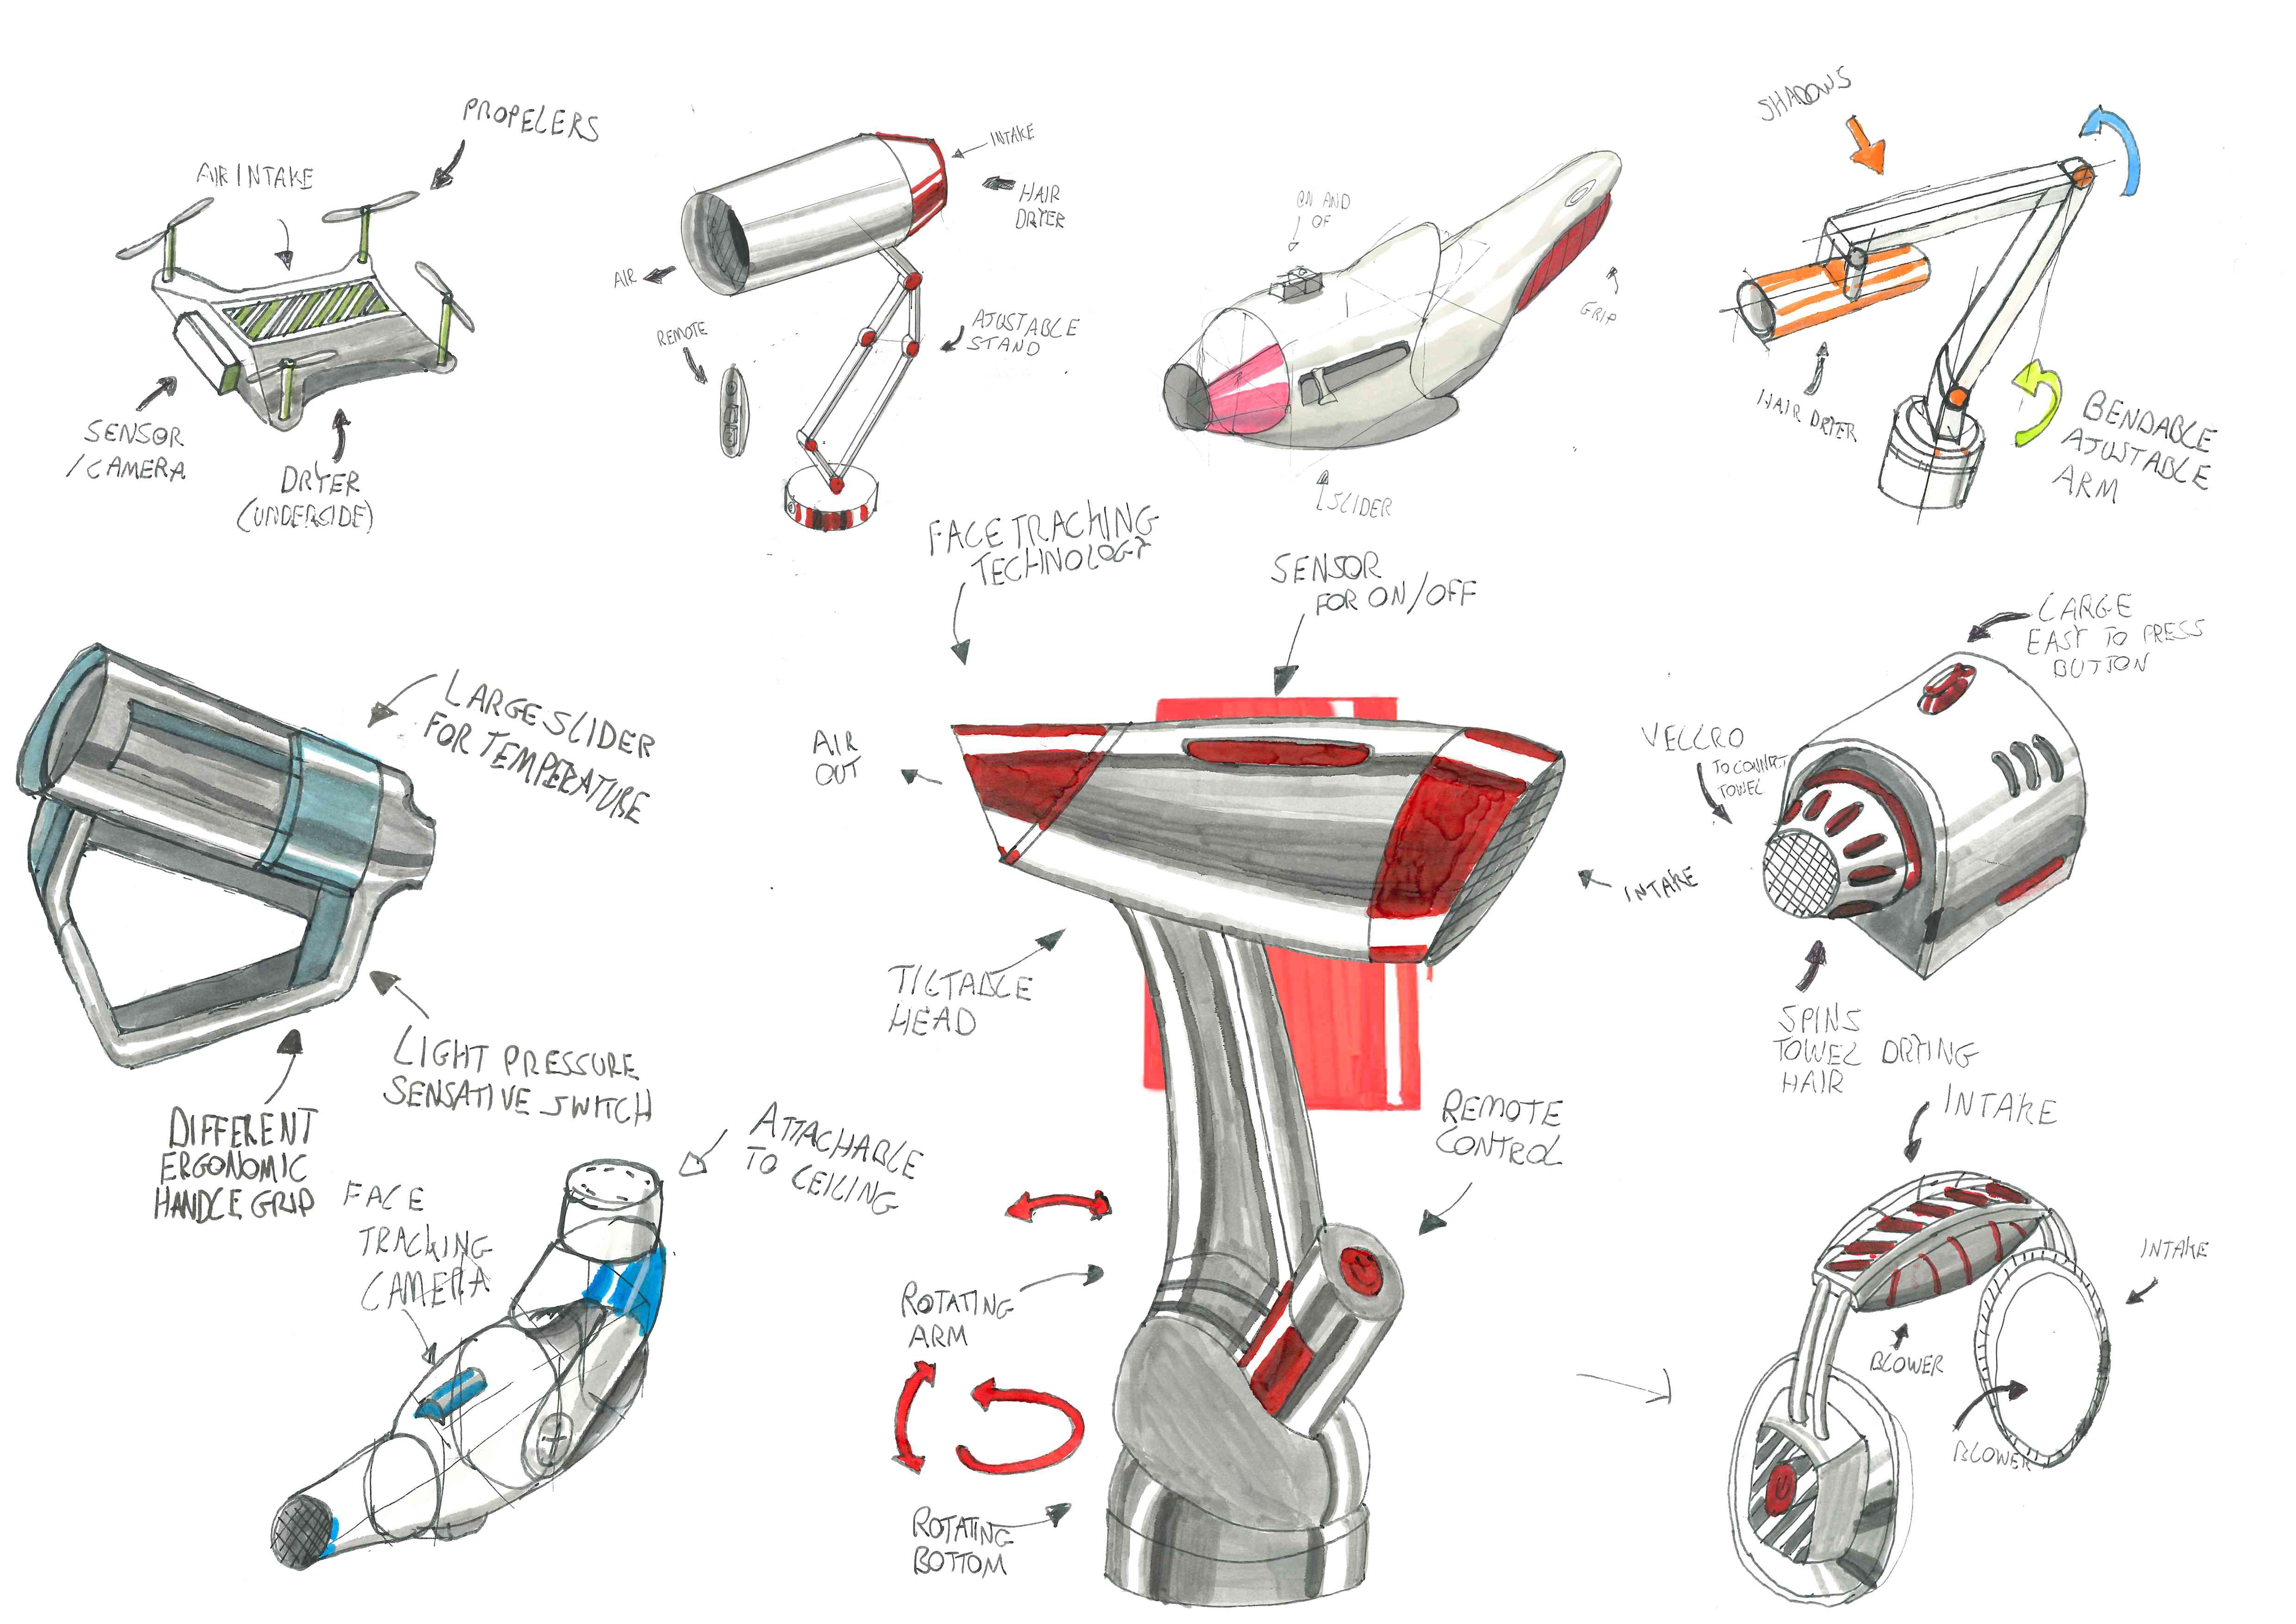 PROPELERS
AIR INTAKE
SENSOR
/CAMERA
DRYER
(UNDERSIDE)
INTAKE
HAIR
DRYER
AIR
REMOTE
AJUSTABLE
STAND
ON AND
OF
GRIP
SLIDER
SHADOWS
HAIR DRYER
BENDABLE
AJUSTABLE
ARM
LARGE SLIDER
FOR TEMPERATURE
LIGHT PRESSURE
SENSATIVE SWITCH
DIFFERENT
ERGONOMIC
HANDLE GRIP
FACE TRACKING
TECHNOLOGY
SENSOR
FOR ON/OFF
AIR
OUT
INTAKE
TILTABLE
HEAD
REMOTE
CONTROL
ROTATING
ARM
ROTATING
BOTTOM
LARGE
EASY TO PRESS
BUTTON
VELCRO
TO CONNECT
TOWEL
SPINS
TOWEL DRYING
HAIR
ATTACHABLE
TO CEILING
FACE
TRACKING
CAMERA
INTAKE
INTAKE
BLOWER
BLOWER